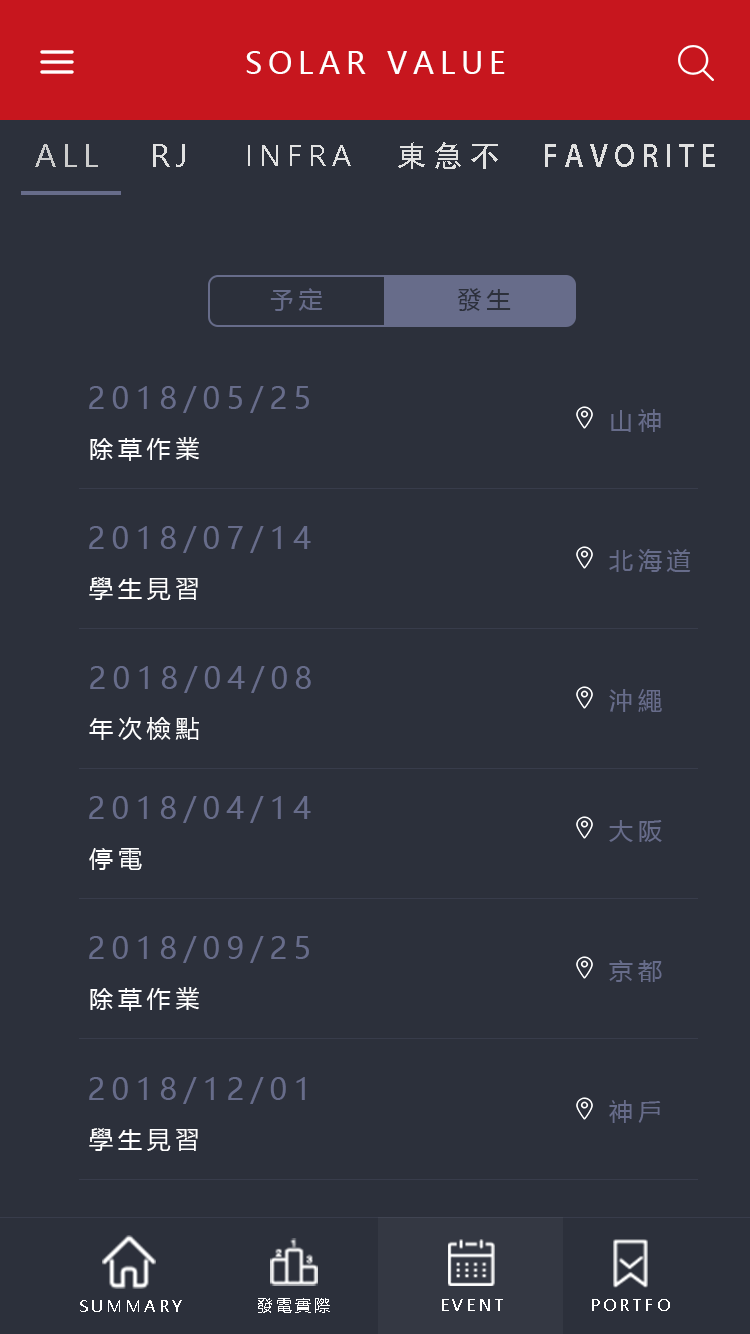 SOLAR VALUE
ALL RJ INFRA 東急不 FAVORITE
予定 發生
2018/05/25
山神
除草作業
2018/07/14
北海道
學生見習
2018/04/08
沖繩
年次檢點
2018/04/14
大阪
停電
2018/09/25
京都
除草作業
2018/12/01
神戶
學生見習
SUMMARY 發電實際 EVENT PORTFO